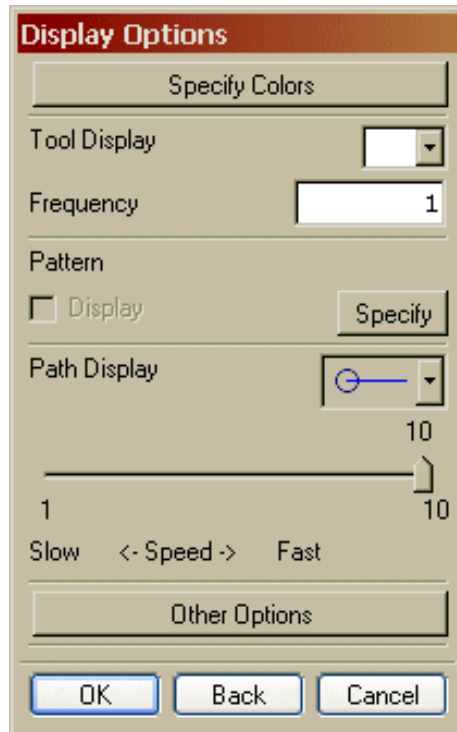 Display Options
Specify Colors
Tool Display
Frequency 1
Pattern
Display Specify
Path Display
10
1 10
Slow <- Speed -> Fast
Other Options
OK Back Cancel